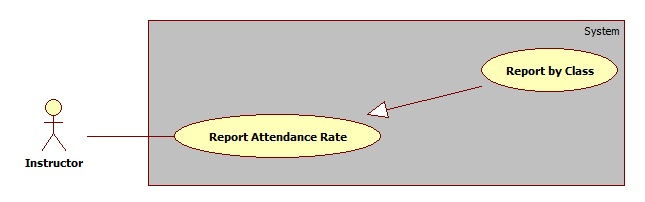 System
Report by Class
Report Attendance Rate
Instructor